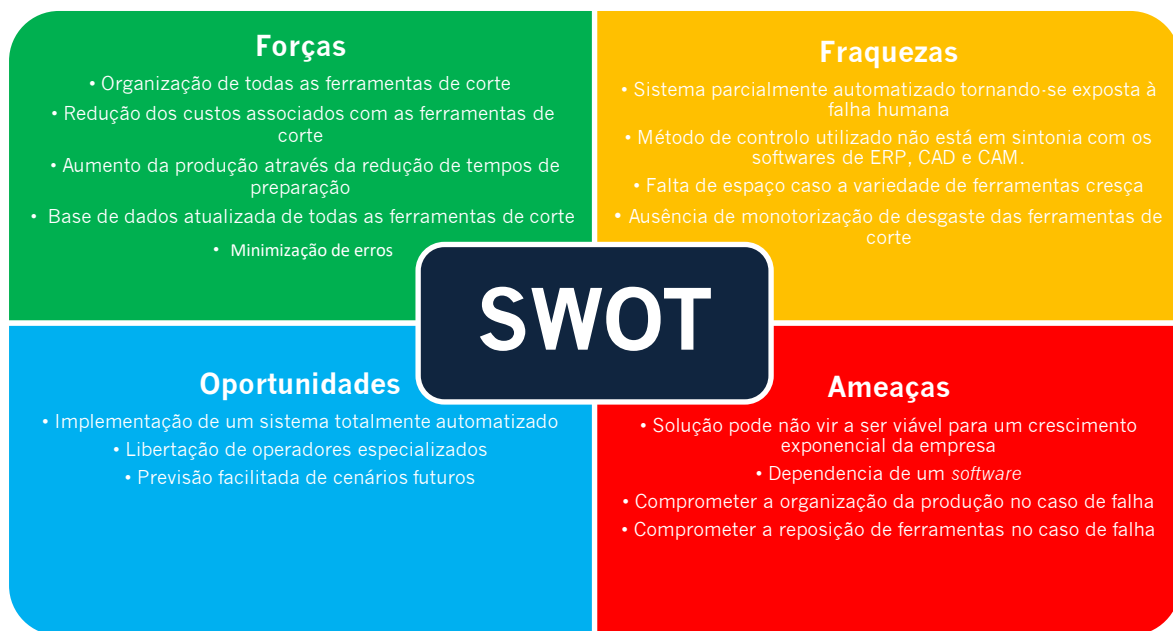 Forças
• Organização de todas as ferramentas de corte
• Redução dos custos associados com as ferramentas de
corte
• Aumento da produção através da redução de tempos de
preparação
• Base de dados atualizada de todas as ferramentas de corte
• Minimização de erros
Fraquezas
• Sistema parcialmente automatizado tornando-se exposta à
falha humana
• Método de controlo utilizado não está em sintonia com os
softwares de ERP, CAD e CAM.
• Falta de espaço caso a variedade de ferramentas cresça
• Ausência de monotorização de desgaste das ferramentas de
corte
SWOT
Oportunidades
• Implementação de um sistema totalmente automatizado
• Libertação de operadores especializados
• Previsão facilitada de cenários futuros
Ameaças
• Solução pode não vir a ser viável para um crescimento
exponencial da empresa
• Dependencia de um software
• Comprometer a organização da produção no caso de falha
• Comprometer a reposição de ferramentas no caso de falha